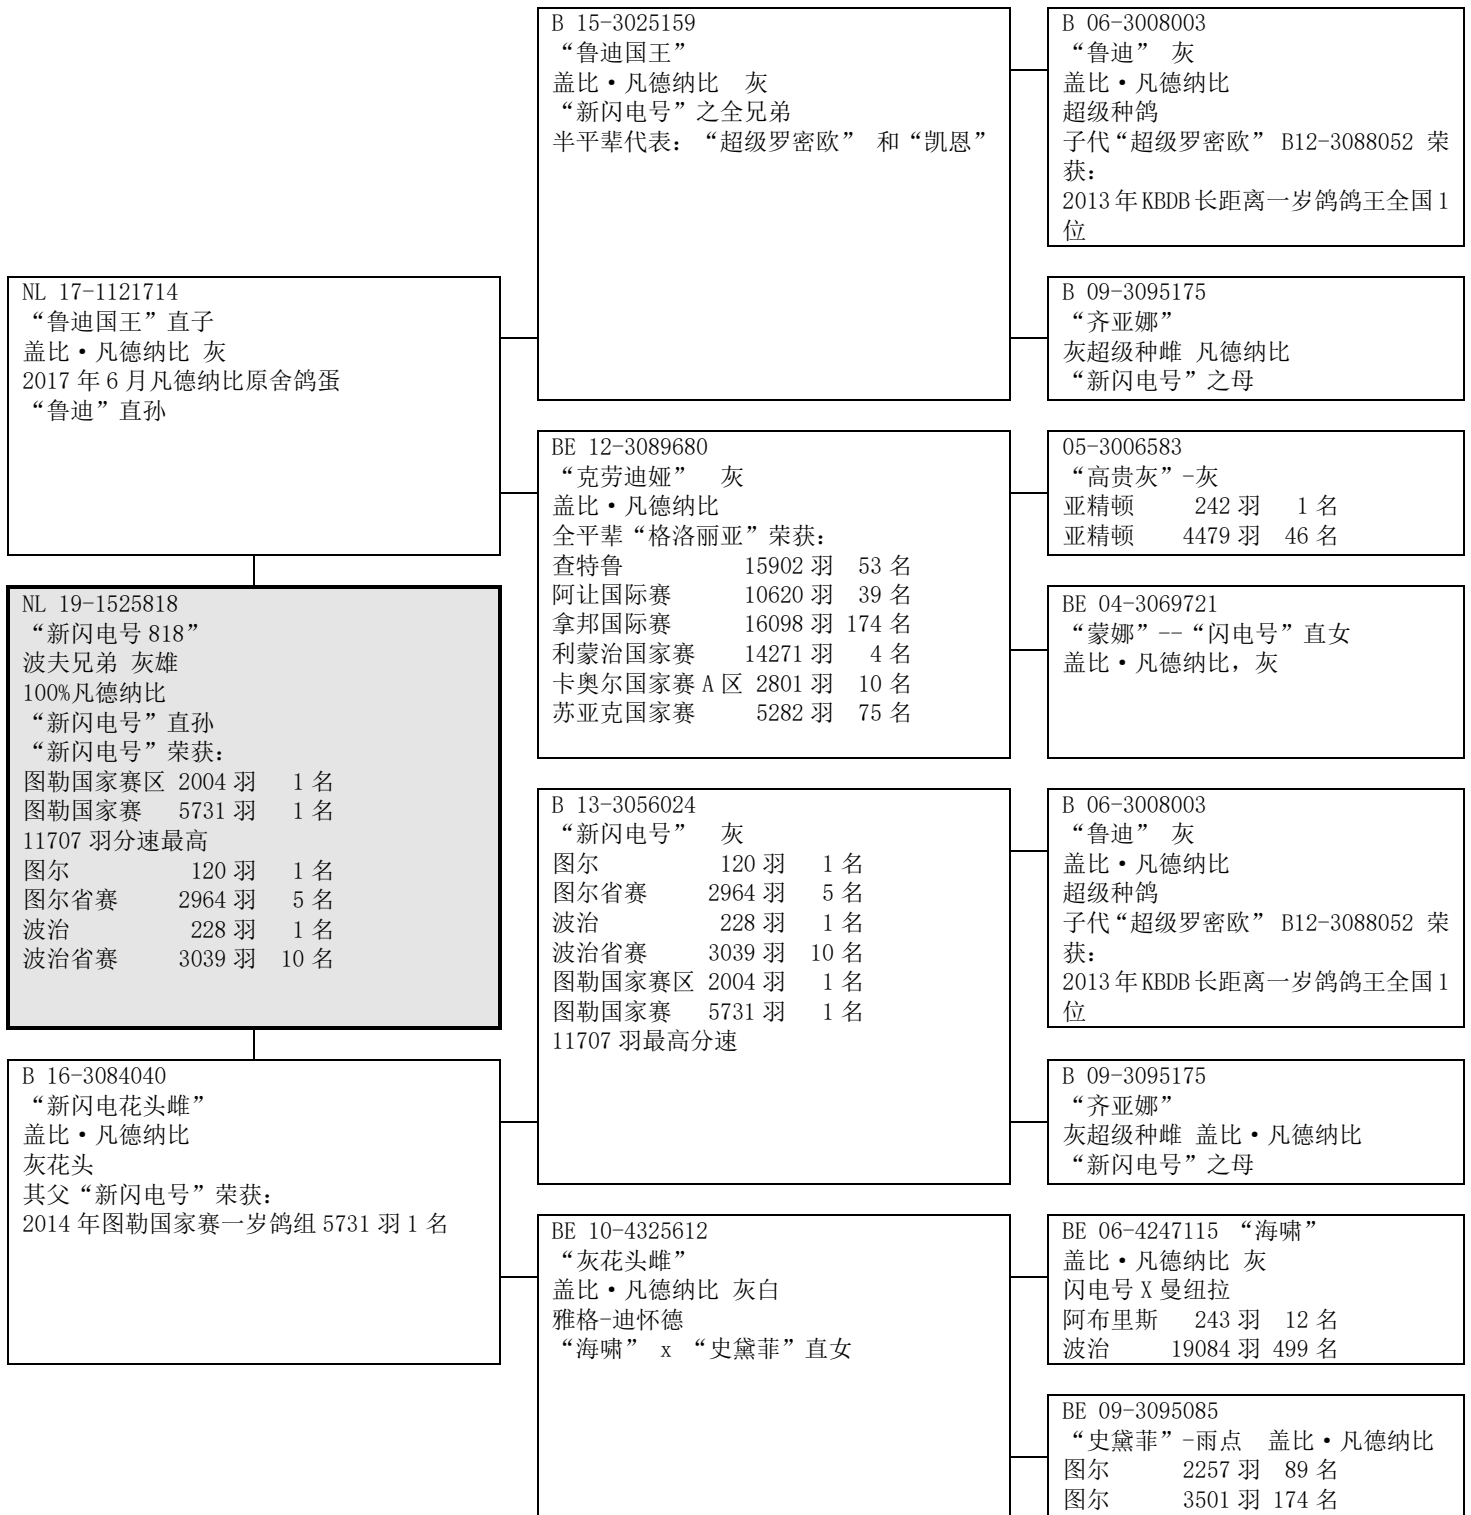 NL 17-1121714
“鲁迪国王”直子
盖比·凡德纳比 灰
2017 年 6 月凡德纳比原舍鸽蛋
“鲁迪”直孙
NL 19-1525818
“新闪电号 818”
波夫兄弟 灰雄
100%凡德纳比
“新闪电号”直孙
“新闪电号”荣获：
图勒国家赛区 2004 羽 1 名
图勒国家赛 5731 羽 1 名
11707 羽分速最高
图尔 120 羽 1 名
图尔省赛 2964 羽 5 名
波治 228 羽 1 名
波治省赛 3039 羽 10 名
B 16-3084040
“新闪电花头雌”
盖比·凡德纳比
灰花头
其父“新闪电号”荣获：
2014 年图勒国家赛一岁鸽组 5731 羽 1 名
B 15-3025159
“鲁迪国王”
盖比·凡德纳比 灰
“新闪电号”之全兄弟
半平辈代表：“超级罗密欧” 和“凯恩”
BE 12-3089680
“克劳迪娅” 灰
盖比·凡德纳比
全平辈“格洛丽亚”荣获：
查特鲁 15902 羽 53 名
阿让国际赛 10620 羽 39 名
拿邦国际赛 16098 羽 174 名
利蒙治国家赛 14271 羽 4 名
卡奥尔国家赛 A 区 2801 羽 10 名
苏亚克国家赛 5282 羽 75 名
B 13-3056024
“新闪电号” 灰
图尔 120 羽 1 名
图尔省赛 2964 羽 5 名
波治 228 羽 1 名
波治省赛 3039 羽 10 名
图勒国家赛区 2004 羽 1 名
图勒国家赛 5731 羽 1 名
11707 羽最高分速
BE 10-4325612
“灰花头雌”
盖比·凡德纳比 灰白
雅格-迪怀德
“海啸” x “史黛菲”直女
B 06-3008003
“鲁迪” 灰
盖比·凡德纳比
超级种鸽
子代“超级罗密欧” B12-3088052 荣
获：
2013 年 KBDB 长距离一岁鸽鸽王全国 1
位
B 09-3095175
“齐亚娜”
灰超级种雌 凡德纳比
“新闪电号”之母
05-3006583
“高贵灰”-灰
亚精顿 242 羽 1 名
亚精顿 4479 羽 46 名
BE 04-3069721
“蒙娜”--“闪电号”直女
盖比·凡德纳比，灰
B 06-3008003
“鲁迪” 灰
盖比·凡德纳比
超级种鸽
子代“超级罗密欧” B12-3088052 荣
获：
2013 年 KBDB 长距离一岁鸽鸽王全国 1
位
B 09-3095175
“齐亚娜”
灰超级种雌 盖比·凡德纳比
“新闪电号”之母
BE 06-4247115 “海啸”
盖比·凡德纳比 灰
闪电号 X 曼纽拉
阿布里斯 243 羽 12 名
波治 19084 羽 499 名
BE 09-3095085
“史黛菲”-雨点 盖比·凡德纳比
图尔 2257 羽 89 名
图尔 3501 羽 174 名